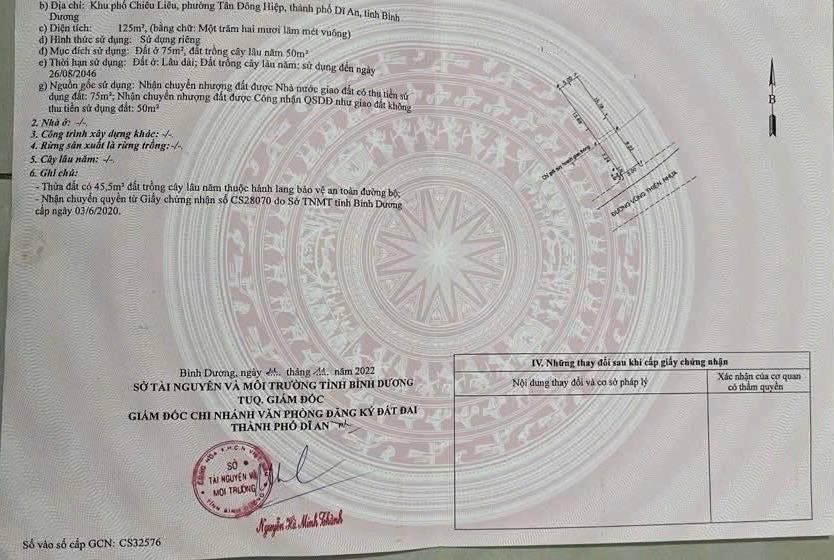 b) Địa chỉ: Khu phố Chiêu Liêu, phường Tân Đông Hiệp, thành phố Dĩ An, tỉnh Bình
Dương
c) Diện tích: 125m², (bằng chữ: Một trăm hai mươi lăm mét vuông)
d) Hình thức sử dụng: Sử dụng riêng
đ) Mục đích sử dụng: Đất ở 75m², đất trồng cây lâu năm 50m²
e) Thời hạn sử dụng: Đất ở: Lâu dài; Đất trồng cây lâu năm: sử dụng đến ngày
26/08/2046
g) Nguồn gốc sử dụng: Nhận chuyển nhượng đất được Nhà nước giao đất có thu tiền sử
dụng đất: 75m²; Nhận chuyển nhượng đất được Công nhận QSDĐ như giao đất không
thu tiền sử dụng đất: 50m²
2. Nhà ở: -/-
3. Công trình xây dựng khác: -/-
4. Rừng sản xuất là rừng trồng:-/-
5. Cây lâu năm: -/-
6. Ghi chú:
- Thửa đất có 45,5m² đất trồng cây lâu năm thuộc hành lang bảo vệ an toàn đường bộ;
- Nhận chuyển quyền từ Giấy chứng nhận số CS28070 do Sở TNMT tỉnh Bình Dương
cấp ngày 03/6/2020.
B
ĐƯỜNG VŨNG THIỆN
Bình Dương, ngày tháng năm 2022
SỞ TÀI NGUYÊN VÀ MÔI TRƯỜNG TỈNH BÌNH DƯƠNG
TUQ. GIÁM ĐỐC
GIÁM ĐỐC CHI NHÁNH VĂN PHÒNG ĐĂNG KÝ ĐẤT ĐAI
THÀNH PHỐ DĨ AN
SỞ
TÀI NGUYÊN VÀ
MÔI TRƯỜNG
Nguyễn Hà Minh Thành
IV. Những thay đổi sau khi cấp giấy chứng nhận
Nội dung thay đổi và cơ sở pháp lý
Xác nhận của cơ quan
có thẩm quyền
Số vào sổ cấp GCN: CS32576